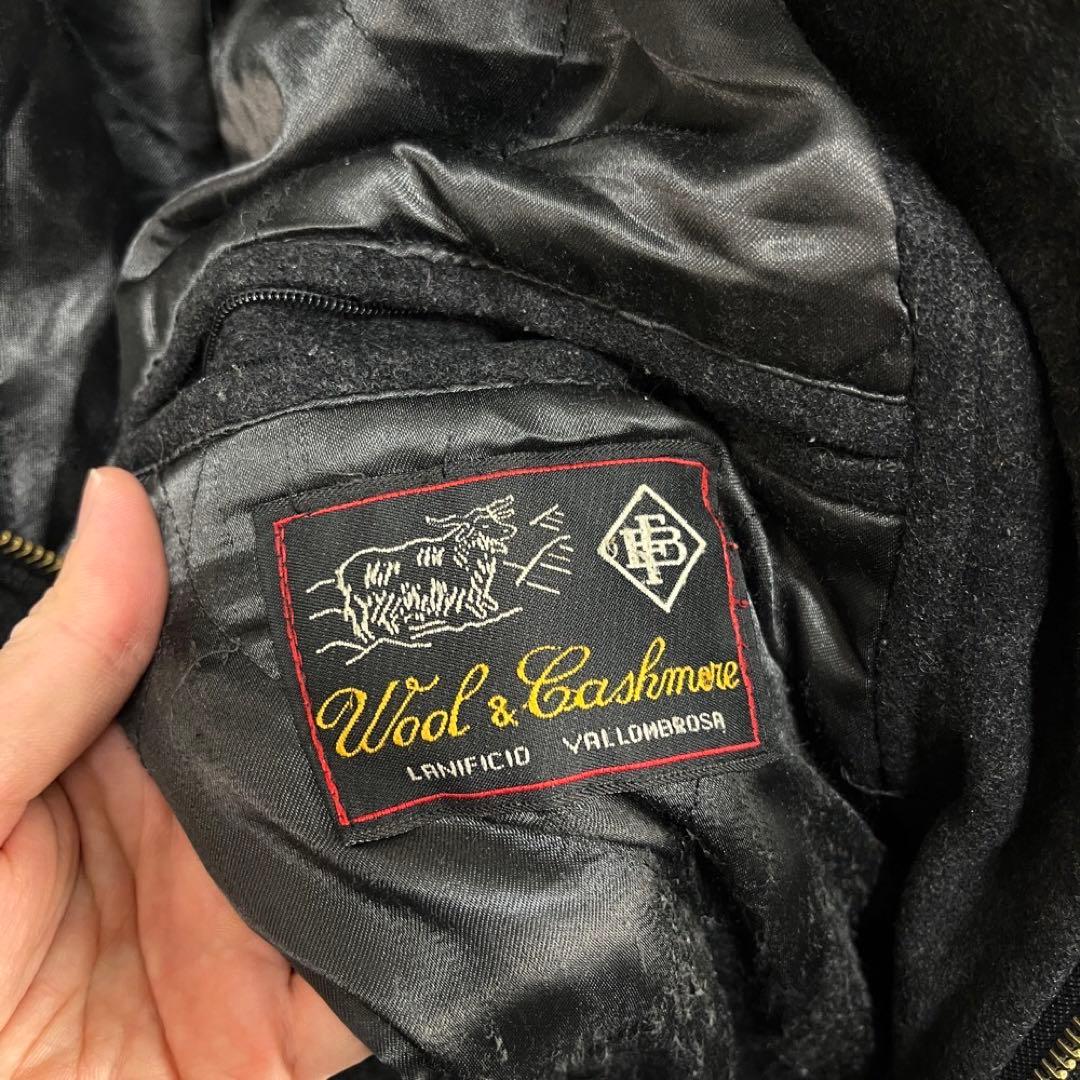 Wool & Cashmere
LANIFICIO VALLOMBROSA